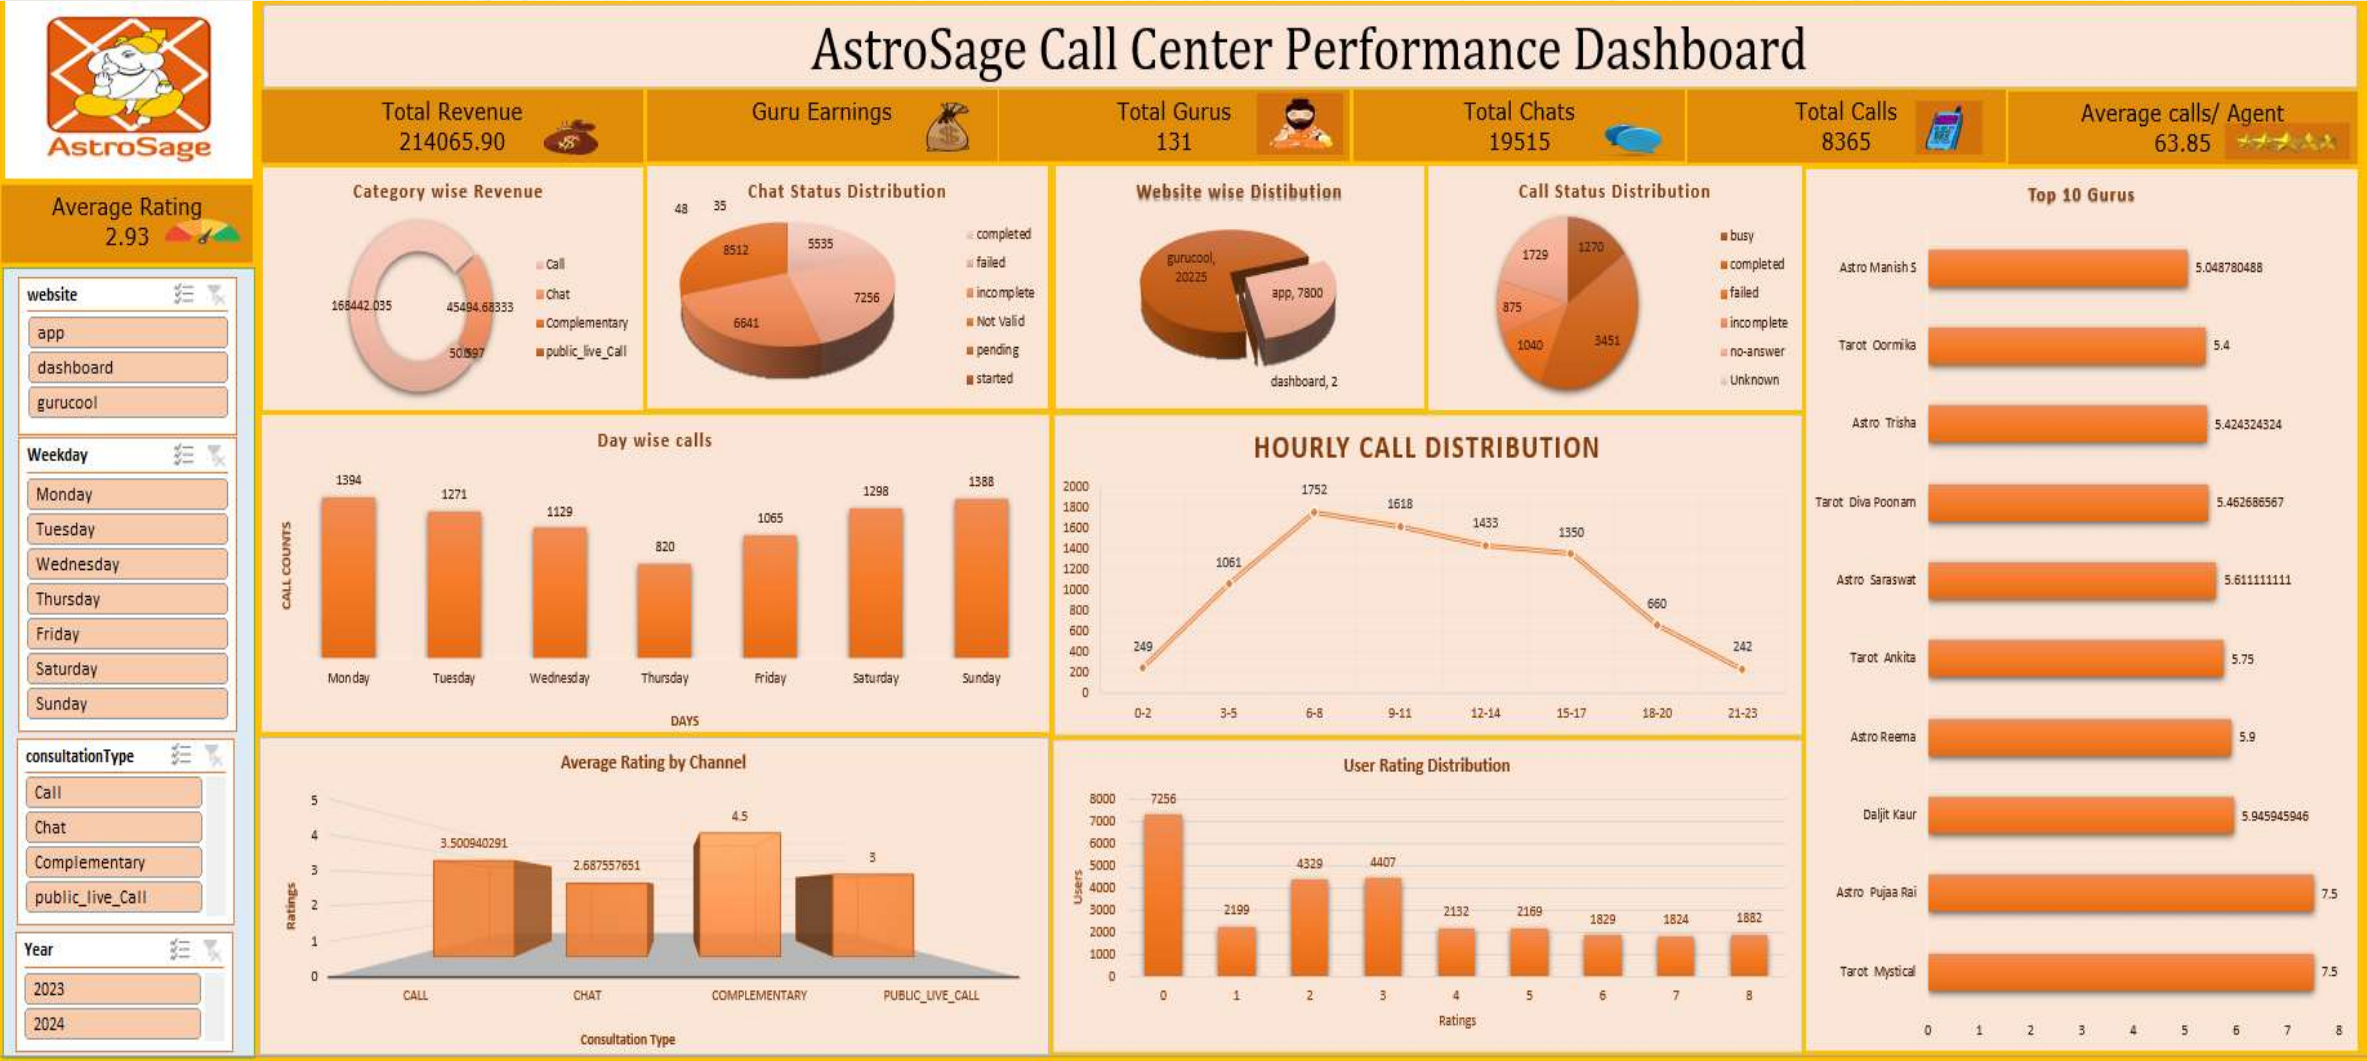 AstroSage
AstroSage Call Center Performance Dashboard
Total Revenue
214065.90
Guru Earnings
Total Gurus
131
Total Chats
19515
Total Calls
8365
Average calls/ Agent
63.85
Average Rating
2.93
website
app
dashboard
gurucool
Weekday
Monday
Tuesday
Wednesday
Thursday
Friday
Saturday
Sunday
consultationType
Call
Chat
Complementary
public_live_Call
Year
2023
2024
Category wise Revenue
168442.035
45494.68333
Call
Chat
Complementary
public_live_Call
Chat Status Distribution
48
35
8512
5535
7256
6641
completed
failed
incomplete
Not Valid
pending
started
Website wise Distibution
gurucool,
20225
app, 7800
dashboard, 2
Call Status Distribution
1729
1270
875
1040
3451
busy
completed
failed
incomplete
no-answer
Unknown
Day wise calls
CALL COUNTS
1394
1271
1129
820
1065
1298
1388
Monday
Tuesday
Wednesday
Thursday
Friday
Saturday
Sunday
DAYS
HOURLY CALL DISTRIBUTION
2000
1800
1600
1400
1200
1000
800
600
400
200
0
249
1061
1752
1618
1433
1350
660
242
0-2
3-5
6-8
9-11
12-14
15-17
18-20
21-23
Average Rating by Channel
Ratings
5
4
3
2
1
0
3.500940291
2.687557651
4.5
3
CALL
CHAT
COMPLEMENTARY
PUBLIC_LIVE_CALL
Consultation Type
User Rating Distribution
Users
8000
7000
6000
5000
4000
3000
2000
1000
0
7256
2199
4329
4407
2132
2169
1829
1824
1882
0
1
2
3
4
5
6
7
8
Ratings
Top 10 Gurus
Astro Manish S
5.048780488
Tarot Oormika
5.4
Astro Trisha
5.424324324
Tarot Diva Poonam
5.462686567
Astro Saraswat
5.611111111
Tarot Ankita
5.75
Astro Reema
5.9
Daljit Kaur
5.945945946
Astro Pujaa Rai
7.5
Tarot Mystical
7.5
0
1
2
3
4
5
6
7
8